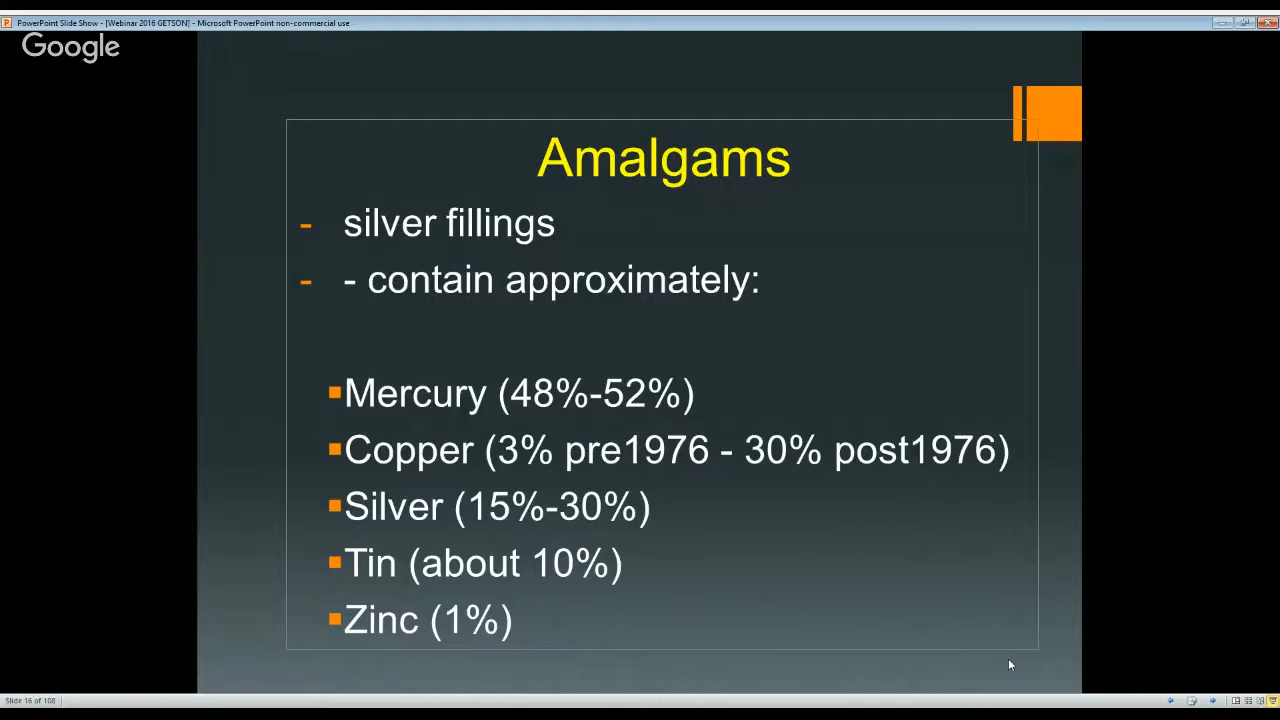 PowerPoint Slide Show - [Webinar 2016 GETSON] - Microsoft PowerPoint non-commercial use
Google
Amalgams
- silver fillings
- - contain approximately:
▪Mercury (48%-52%)
▪Copper (3% pre1976 - 30% post1976)
▪Silver (15%-30%)
▪Tin (about 10%)
▪Zinc (1%)
Slide 16 of 108